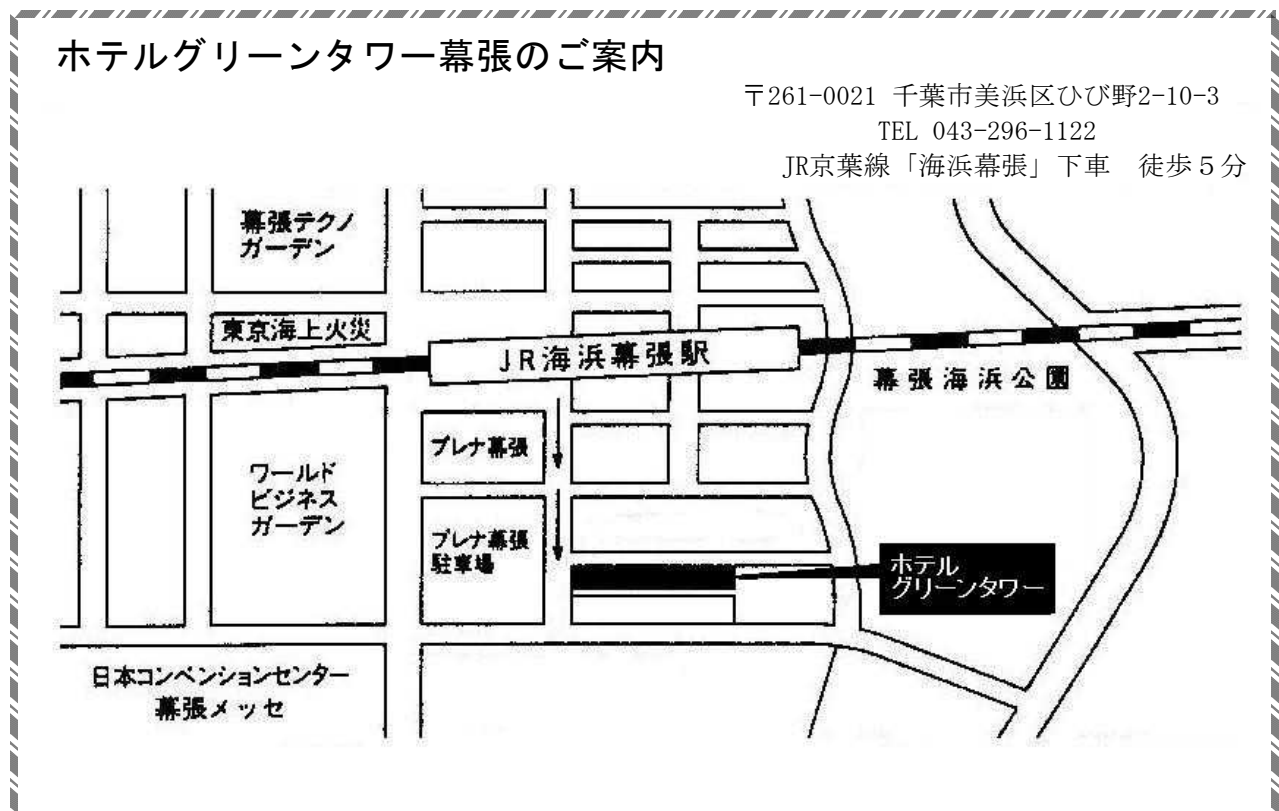 ホテルグリーンタワー幕張のご案内
〒261-0021 千葉市美浜区ひび野2-10-3
TEL 043-296-1122
JR京葉線「海浜幕張」下車　徒歩５分
幕張テクノ
ガーデン
東京海上火災
JR海浜幕張駅
幕張海浜公園
プレナ幕張
ワールド
ビジネス
ガーデン
プレナ幕張
駐車場
ホテル
グリーンタワー
日本コンベンションセンター
幕張メッセ